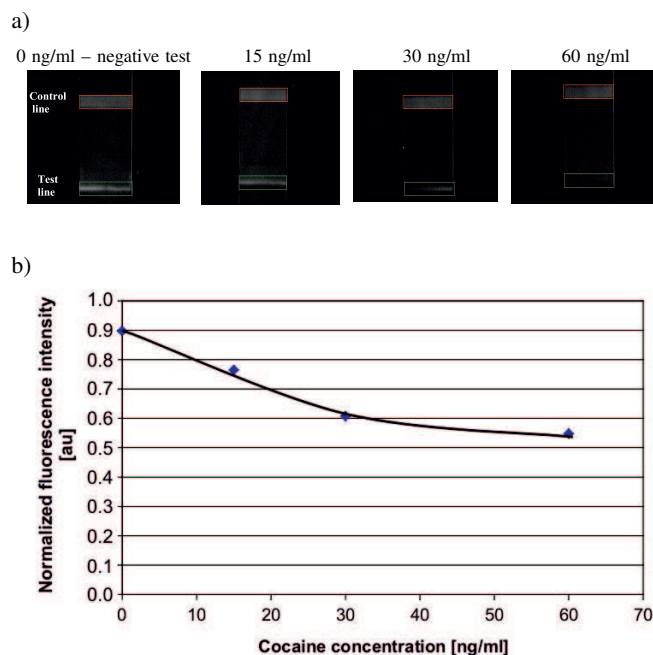 a)
0 ng/ml – negative test 15 ng/ml 30 ng/ml 60 ng/ml
Control
line
Test
line
b)
Normalized fluorescence intensity
[au]
1.0
0.9
0.8
0.7
0.6
0.5
0.4
0.3
0.2
0.1
0.0
0 10 20 30 40 50 60 70
Cocaine concentration [ng/ml]